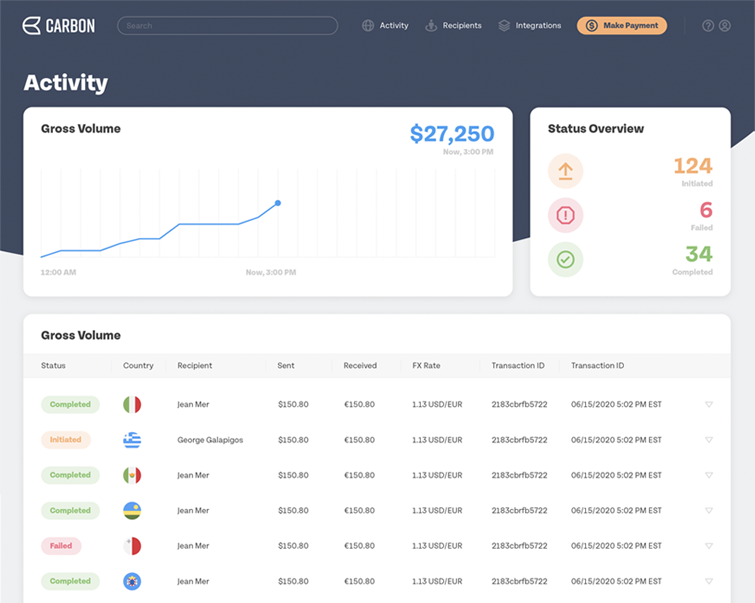 CARBON
Search
Activity
Recipients
Integrations
$ Make Payment
?
Activity
Gross Volume
$27,250
Now, 3:00 PM
12:00 AM
Now, 3:00 PM
Status Overview
124
Initiated
6
Failed
34
Completed
Gross Volume
Status Country Recipient Sent Received FX Rate Transaction ID Transaction ID
Completed Jean Mer $150.80 €150.80 1.13 USD/EUR 2183cbrfb5722 06/15/2020 5:02 PM EST
Initiated George Galapigos $150.80 €150.80 1.13 USD/EUR 2183cbrfb5722 06/15/2020 5:02 PM EST
Completed Jean Mer $150.80 €150.80 1.13 USD/EUR 2183cbrfb5722 06/15/2020 5:02 PM EST
Completed Jean Mer $150.80 €150.80 1.13 USD/EUR 2183cbrfb5722 06/15/2020 5:02 PM EST
Failed Jean Mer $150.80 €150.80 1.13 USD/EUR 2183cbrfb5722 06/15/2020 5:02 PM EST
Completed Jean Mer $150.80 €150.80 1.13 USD/EUR 2183cbrfb5722 06/15/2020 5:02 PM EST